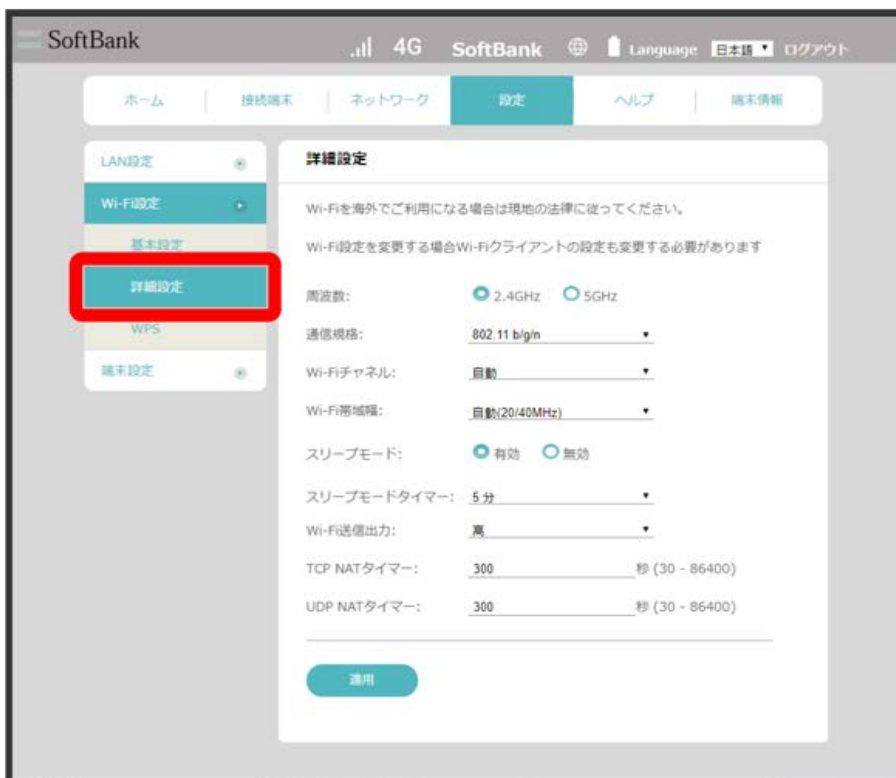 SoftBank
4G SoftBank Language 日本語 ログアウト
ホーム 接続端末 ネットワーク 設定 ヘルプ 端末情報
LAN設定
Wi-Fi設定
基本設定
詳細設定
WPS
端末設定
詳細設定
Wi-Fiを海外でご利用になる場合は現地の法律に従ってください。
Wi-Fi設定を変更する場合Wi-Fiクライアントの設定も変更する必要があります
周波数: 2.4GHz 5GHz
通信規格: 802.11 b/g/n
Wi-Fiチャネル: 自動
Wi-Fi帯域幅: 自動(20/40MHz)
スリープモード: 有効 無効
スリープモードタイマー: 5 分
Wi-Fi送信出力: 高
TCP NATタイマー: 300 秒 (30 - 86400)
UDP NATタイマー: 300 秒 (30 - 86400)
適用